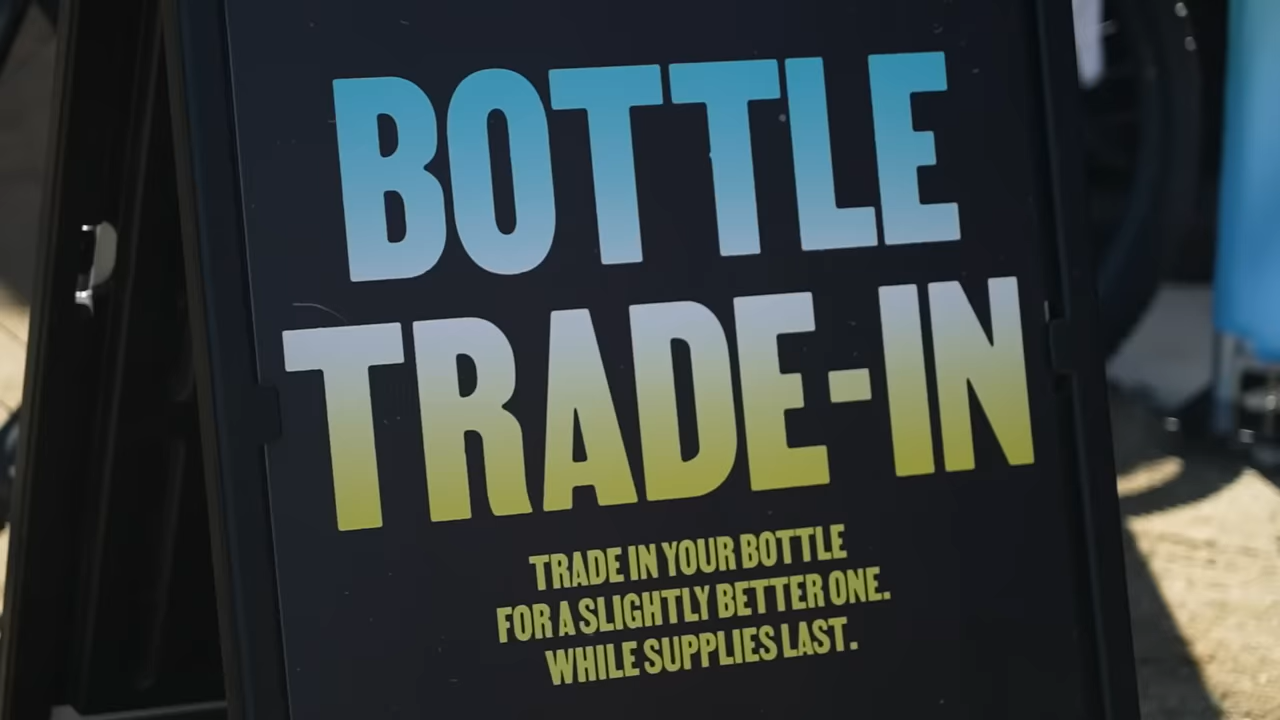 BOTTLE
TRADE-IN
TRADE IN YOUR BOTTLE
FOR A SLIGHTLY BETTER ONE.
WHILE SUPPLIES LAST.